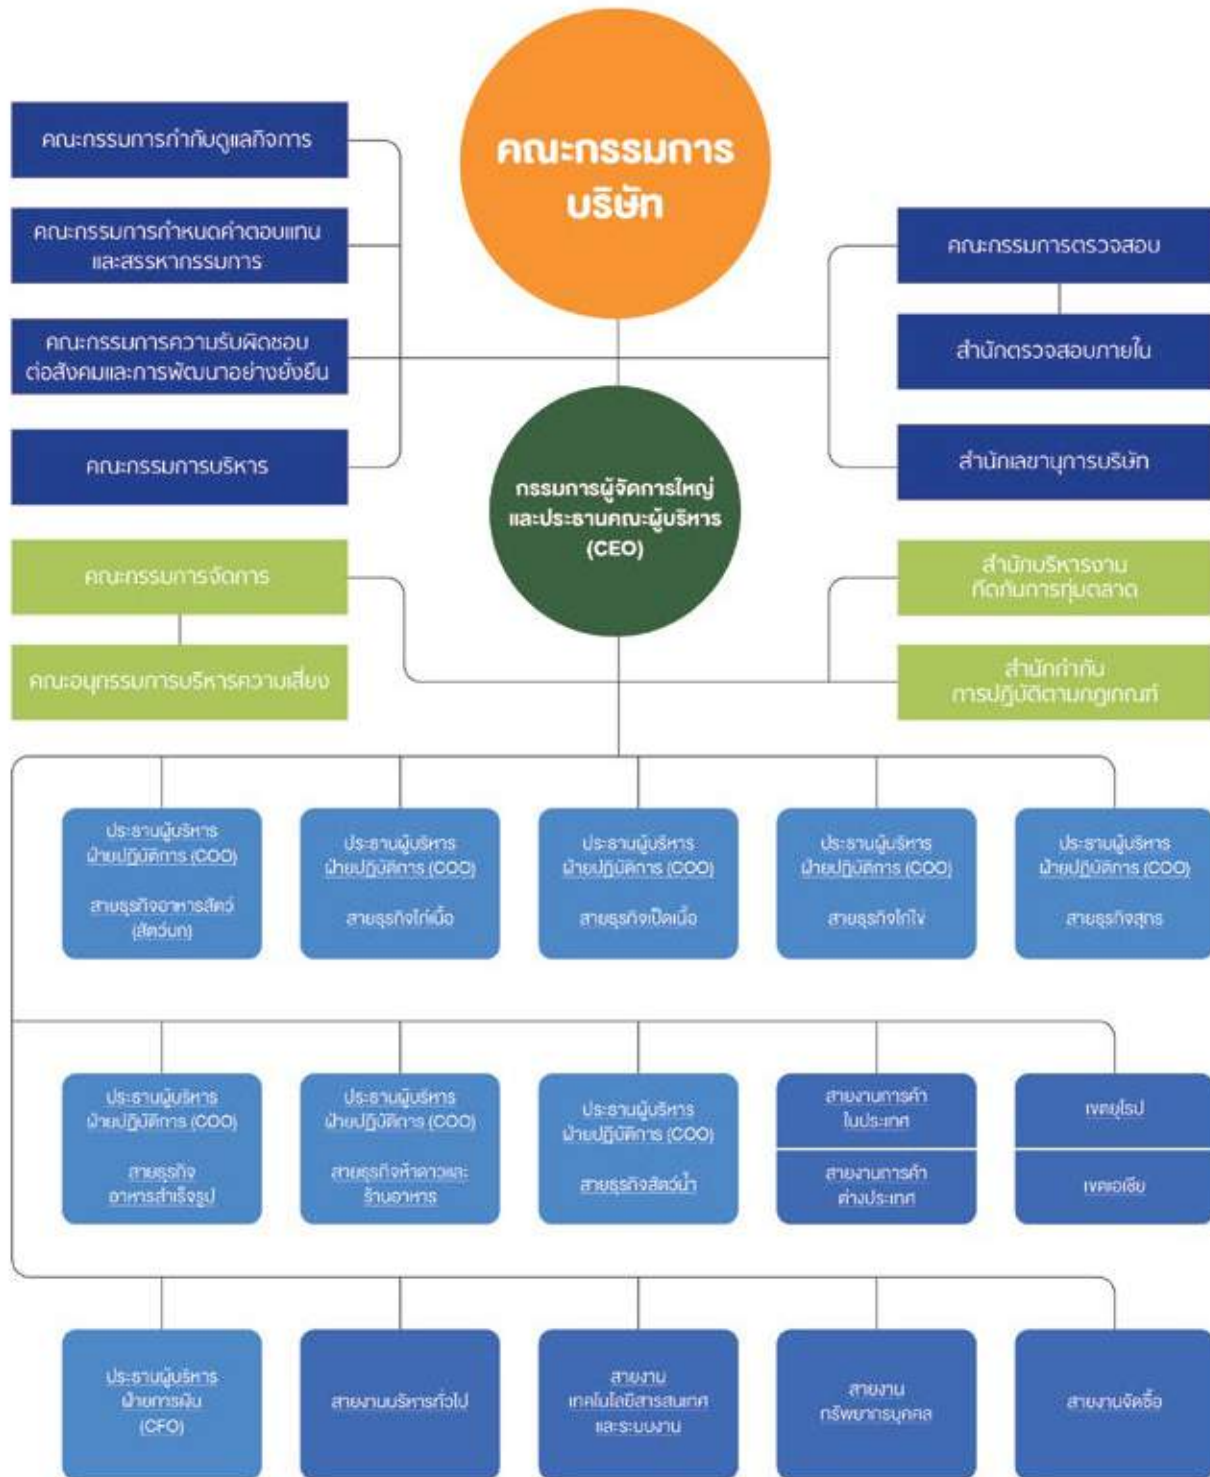 คณะกรรมการ
บริษัท
คณะกรรมการกำกับดูแลกิจการ
คณะกรรมการกำหนดค่าตอบแทน
และสรรหากรรมการ
คณะกรรมการความรับผิดชอบ
ต่อสังคมและการพัฒนาอย่างยั่งยืน
คณะกรรมการบริหาร
คณะกรรมการตรวจสอบ
สำนักตรวจสอบภายใน
สำนักเลขานุการบริษัท
กรรมการผู้จัดการใหญ่
และประธานคณะผู้บริหาร
(CEO)
คณะกรรมการจัดการ
คณะอนุกรรมการบริหารความเสี่ยง
สำนักบริหารงาน
กีดกันการทุ่มตลาด
สำนักกำกับ
การปฏิบัติตามกฎเกณฑ์
ประธานผู้บริหาร
ฝ่ายปฏิบัติการ (COO)
สายธุรกิจอาหารสัตว์
(สัตว์บก)
ประธานผู้บริหาร
ฝ่ายปฏิบัติการ (COO)
สายธุรกิจไก่เนื้อ
ประธานผู้บริหาร
ฝ่ายปฏิบัติการ (COO)
สายธุรกิจเป็ดเนื้อ
ประธานผู้บริหาร
ฝ่ายปฏิบัติการ (COO)
สายธุรกิจไก่ไข่
ประธานผู้บริหาร
ฝ่ายปฏิบัติการ (COO)
สายธุรกิจสุกร
ประธานผู้บริหาร
ฝ่ายปฏิบัติการ (COO)
สายธุรกิจ
อาหารสำเร็จรูป
ประธานผู้บริหาร
ฝ่ายปฏิบัติการ (COO)
สายธุรกิจห้าดาวและ
ร้านอาหาร
ประธานผู้บริหาร
ฝ่ายปฏิบัติการ (COO)
สายธุรกิจสัตว์น้ำ
สายงานการค้า
ในประเทศ
สายงานการค้า
ต่างประเทศ
เขตยุโรป
เขตเอเชีย
ประธานผู้บริหาร
ฝ่ายการเงิน
(CFO)
สายงานบริหารทั่วไป
สายงาน
เทคโนโลยีสารสนเทศ
และระบบงาน
สายงาน
ทรัพยากรบุคคล
สายงานจัดซื้อ